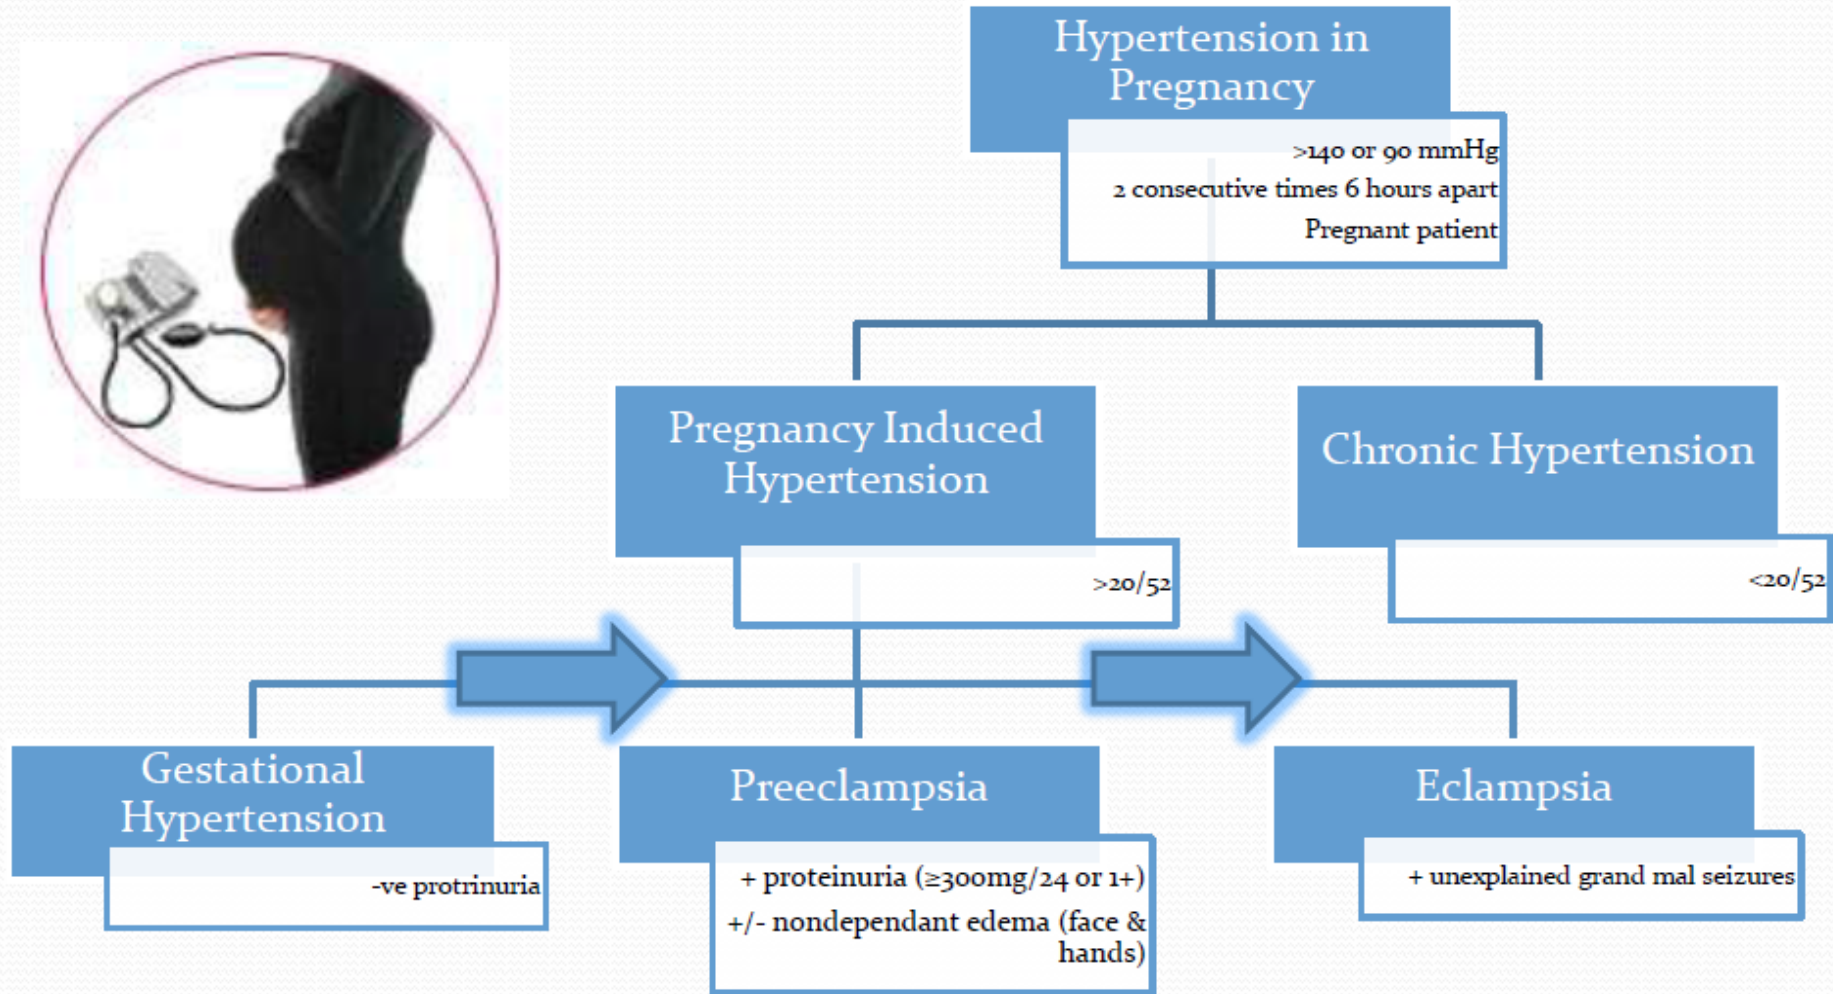 Hypertension in
Pregnancy
>140 or 90 mmHg
2 consecutive times 6 hours apart
Pregnant patient
Pregnancy Induced
Hypertension
>20/52
Chronic Hypertension
<20/52
Gestational
Hypertension
-ve protrinuria
Preeclampsia
+ proteinuria (≥300mg/24 or 1+)
+/- nondependant edema (face &
hands)
Eclampsia
+ unexplained grand mal seizures